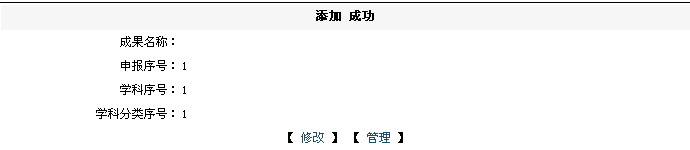 添加 成功
成果名称：
申报序号：1
学科序号：1
学科分类序号：1
【 修改 】 【 管理 】